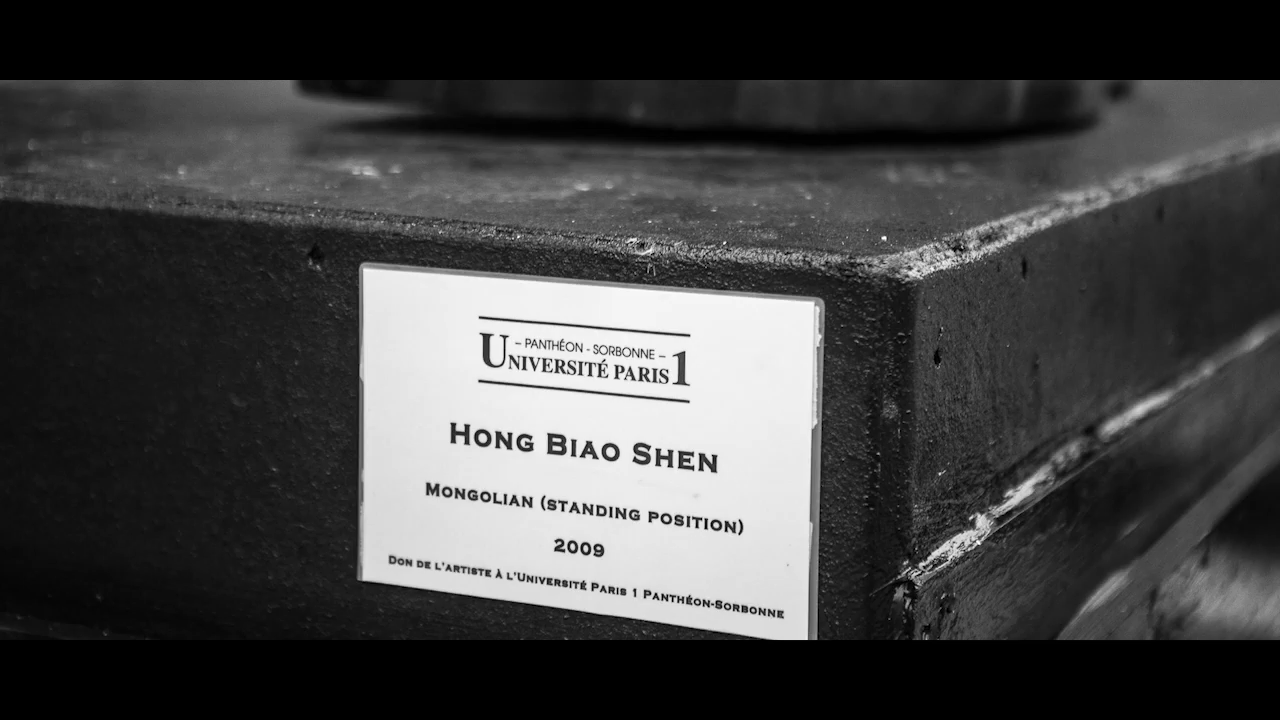 – PANTHÉON - SORBONNE –
UNIVERSITÉ PARIS 1
HONG BIAO SHEN
MONGOLIAN (STANDING POSITION)
2009
DON DE L'ARTISTE À L'UNIVERSITÉ PARIS 1 PANTHÉON-SORBONNE